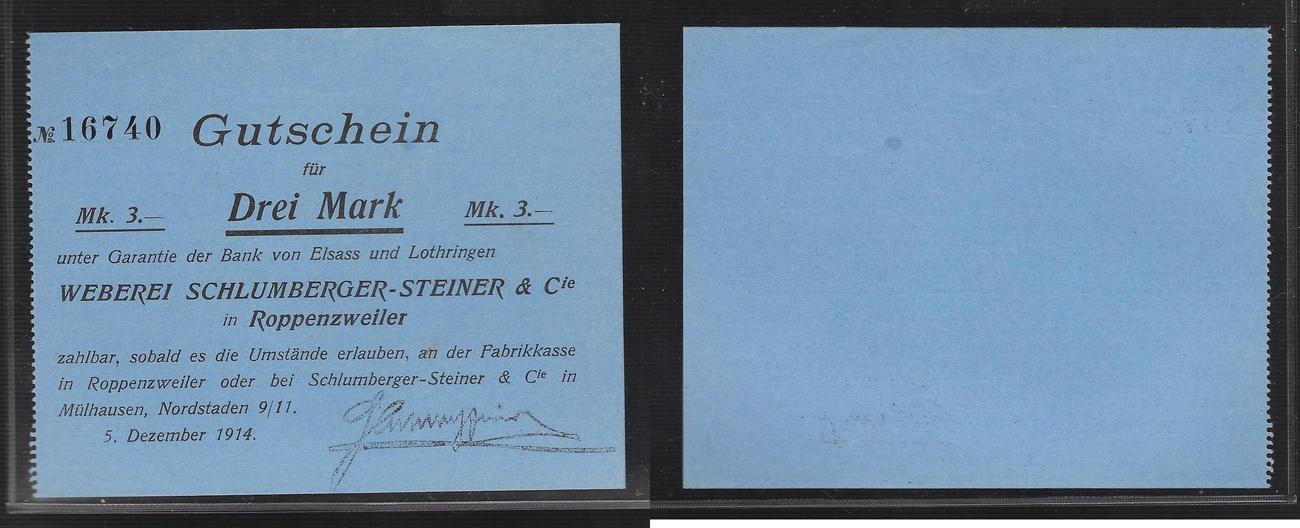 № 16740 Gutschein
für
Mk. 3.— Drei Mark Mk. 3.—
unter Garantie der Bank von Elsass und Lothringen
WEBEREI SCHLUMBERGER-STEINER & Cie
in Roppenzweiler
zahlbar, sobald es die Umstände erlauben, an der Fabrikkasse
in Roppenzweiler oder bei Schlumberger-Steiner & Cie in
Mülhausen, Nordstaden 9/11.
5. Dezember 1914.